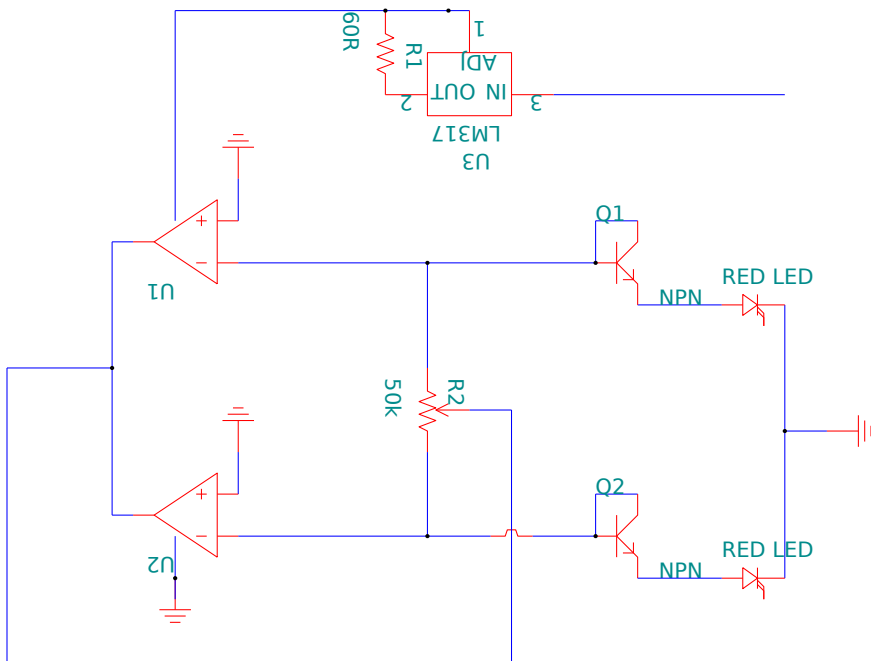 1
60R
R1
ADJ
2
IN OUT
3
LM317
U3
Q1
+
−
U1
RED LED
NPN
50k
R2
Q2
+
−
U2
RED LED
NPN